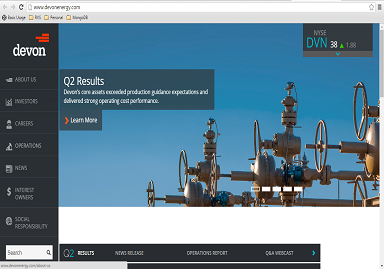 www.devonenergy.com
Basic Usage
RHS
Personal
MongoDB
devon
NYSE
DVN 38 ▲ 1.88
ABOUT US
INVESTORS
CAREERS
OPERATIONS
NEWS
INTEREST
OWNERS
SOCIAL
RESPONSIBILITY
Search
Q2 Results
Devon's core assets exceeded production guidance expectations and
delivered strong operating cost performance.
Learn More
Q2 RESULTS NEWS RELEASE OPERATIONS REPORT Q&A WEBCAST
www.devonenergy.com/about-us